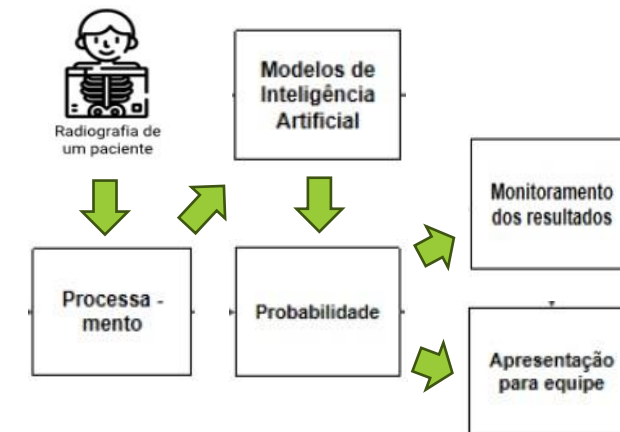 Radiografia de
um paciente
Modelos de
Inteligência
Artificial
Processa -
mento
Probabilidade
Monitoramento
dos resultados
Apresentação
para equipe